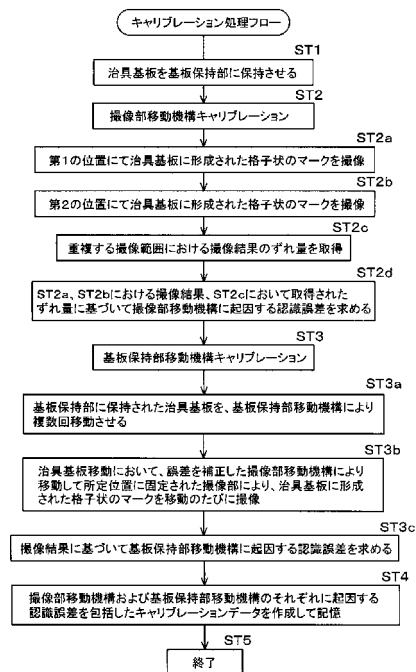 キャリブレーション処理フロー
ST1
治具基板を基板保持部に保持させる
ST2
撮像部移動機構キャリブレーション
ST2a
第1の位置にて治具基板に形成された格子状のマークを撮像
ST2b
第2の位置にて治具基板に形成された格子状のマークを撮像
ST2c
重複する撮像範囲における撮像結果のずれ量を取得
ST2d
ST2a、ST2bにおける撮像結果、ST2cにおいて取得された
ずれ量に基づいて撮像部移動機構に起因する認識誤差を求める
ST3
基板保持部移動機構キャリブレーション
ST3a
基板保持部に保持された治具基板を、基板保持部移動機構により
複数回移動させる
ST3b
治具基板移動において、誤差を補正した撮像部移動機構により
移動して所定位置に固定された撮像部により、治具基板に形
成された格子状のマークを移動のたびに撮像
ST3c
撮像結果に基づいて基板保持部移動機構に起因する認識誤差を求める
ST4
撮像部移動機構および基板保持部移動機構のそれぞれに起因する
認識誤差を包括したキャリブレーションデータを作成して記憶
ST5
終了